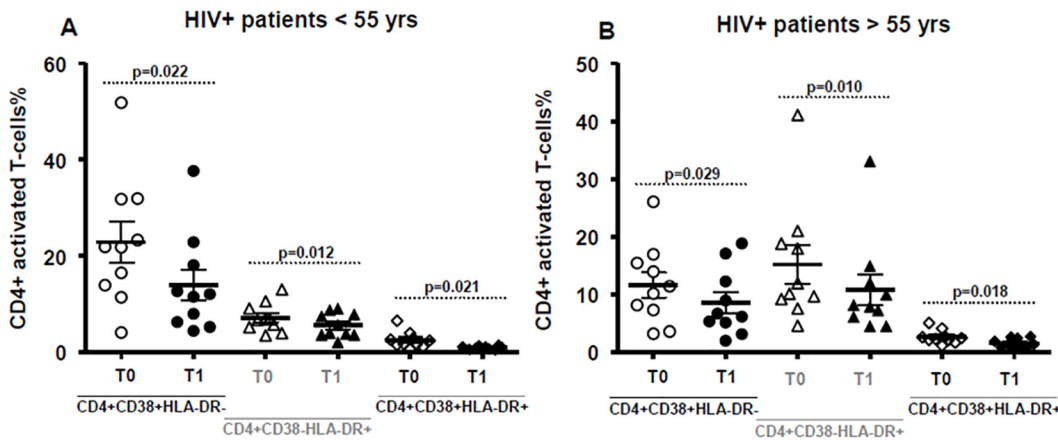 A
HIV+ patients < 55 yrs
CD4+ activated T-cells%
60
40
20
0
p=0.022
p=0.012
p=0.021
T0 T1 T0 T1 T0 T1
CD4+CD38+HLA-DR-
CD4+CD38-HLA-DR+
CD4+CD38+HLA-DR+
B
HIV+ patients > 55 yrs
CD4+ activated T-cells%
50
40
30
20
10
0
p=0.029
p=0.010
p=0.018
T0 T1 T0 T1 T0 T1
CD4+CD38+HLA-DR-
CD4+CD38-HLA-DR+
CD4+CD38+HLA-DR+